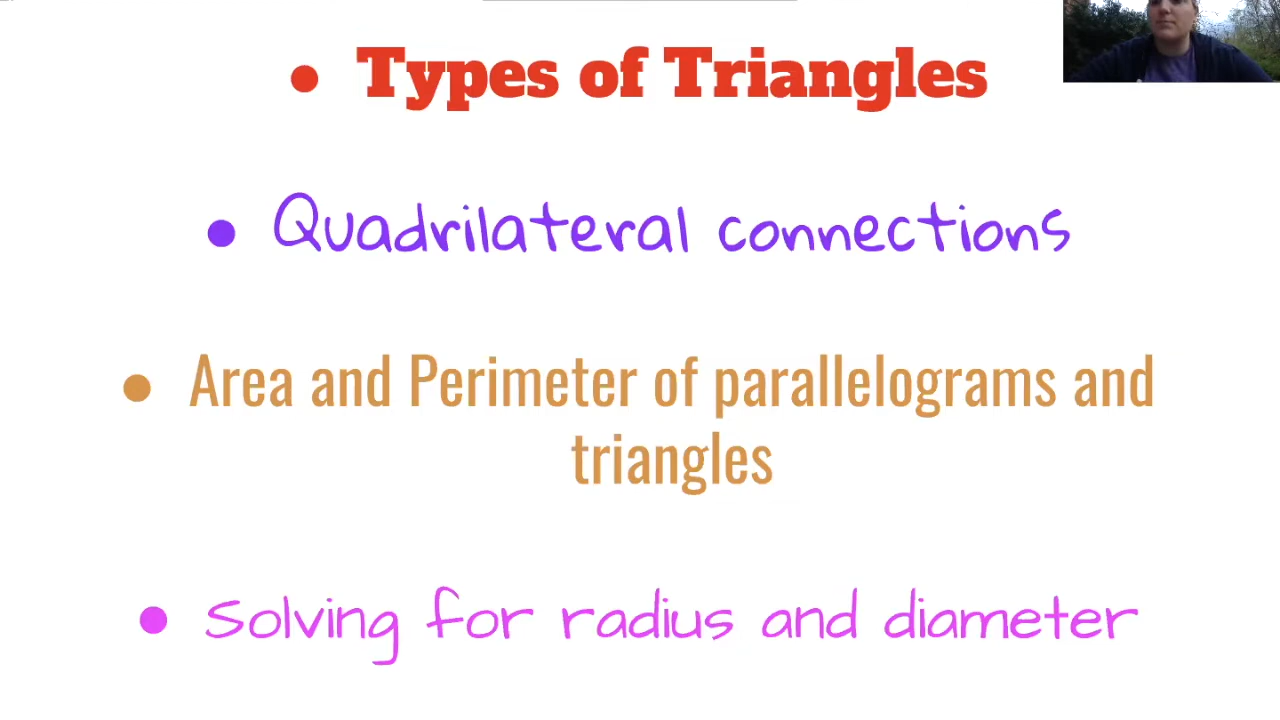 • Types of Triangles
• Quadrilateral connections
• Area and Perimeter of parallelograms and
triangles
• Solving for radius and diameter